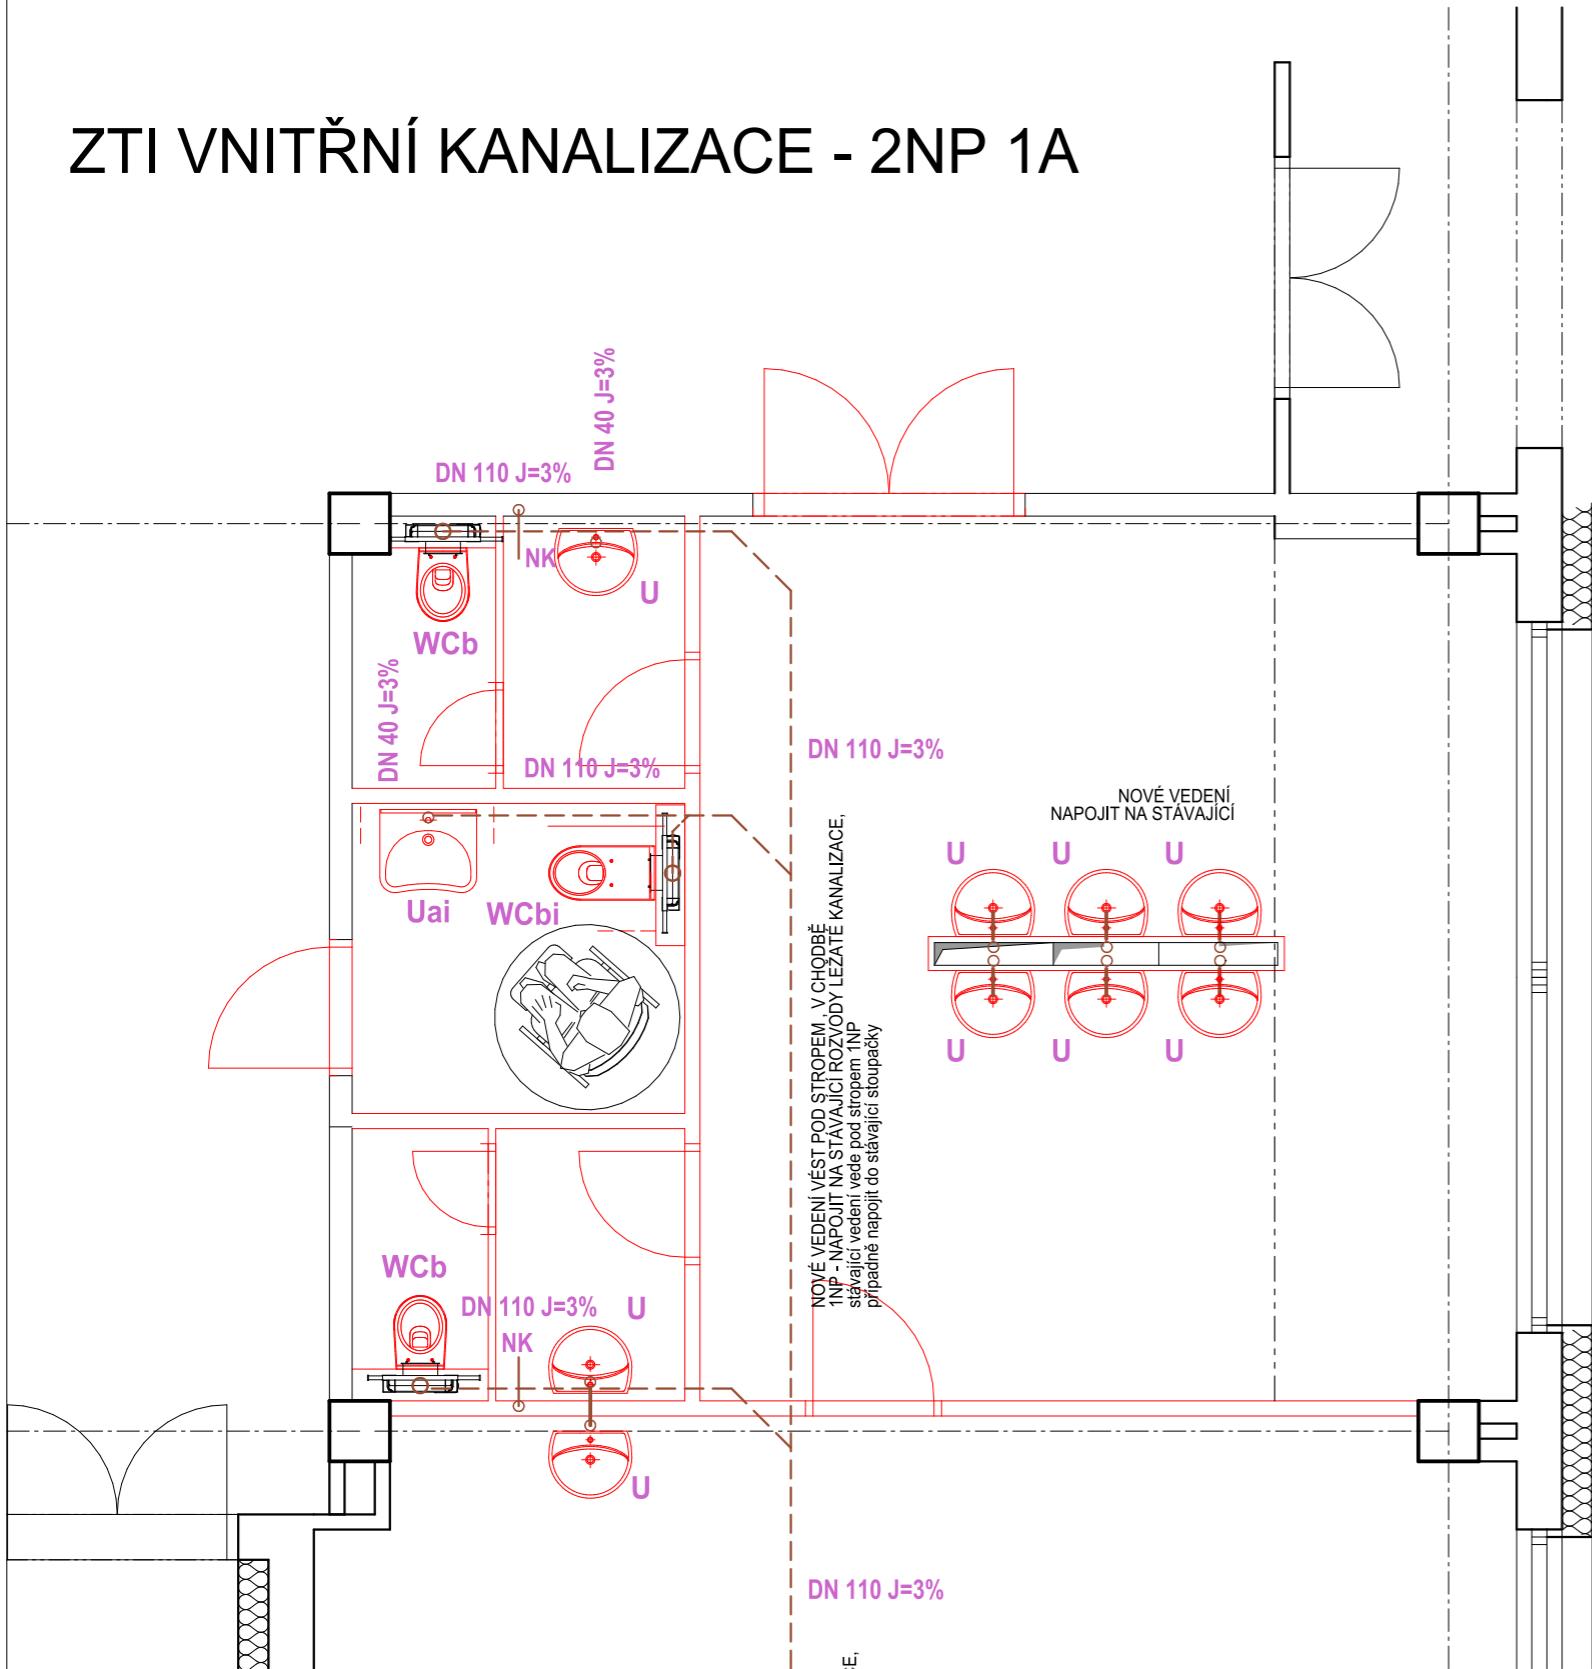 ZTI VNITŘNÍ KANALIZACE - 2NP 1A
DN 40 J=3%
DN 110 J=3%
NK
U
WCb
DN 40 J=3%
DN 110 J=3%
DN 110 J=3%
NOVÉ VEDENÍ
NAPOJIT NA STÁVAJÍCÍ
U U U
Uai
WCbi
NOVÉ VEDENÍ VÉST POD STROPEM , V CHODBĚ
1NP - NAPOJIT NA STÁVAJÍCÍ ROZVODY LEŽATÉ KANALIZACE,
stávající vedení vede pod stropem 1NP
případně napojit do stávající stoupačky
U U U
WCb
DN 110 J=3%
U
NK
U
DN 110 J=3%
CE,